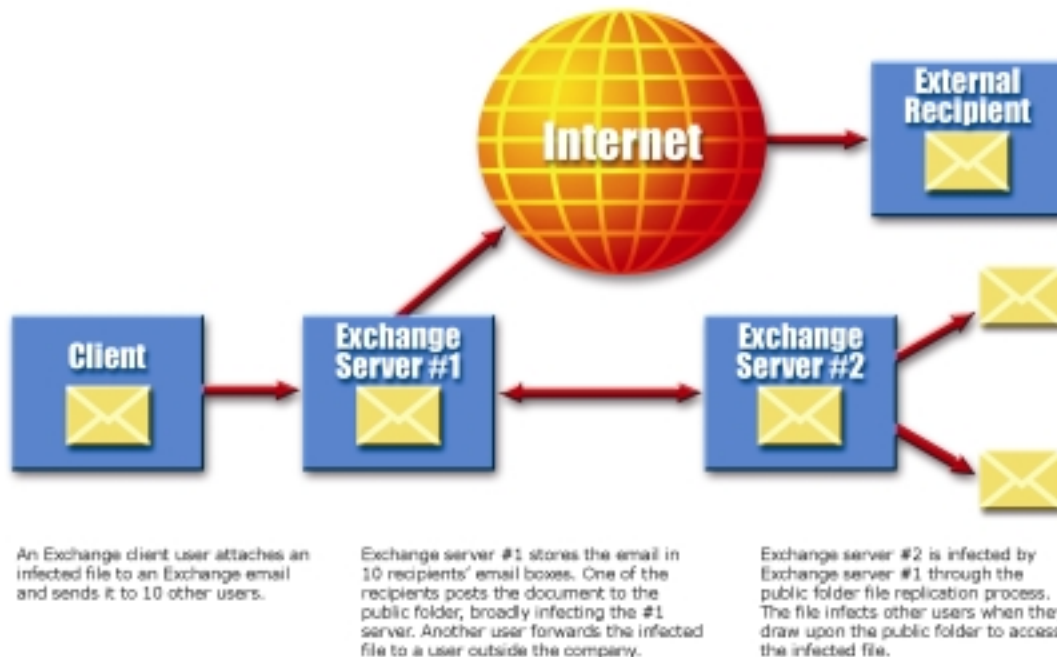 Internet
External
Recipient
Client
Exchange
Server #1
Exchange
Server #2
An Exchange client user attaches an
infected file to an Exchange email
and sends it to 10 other users.
Exchange server #1 stores the email in
10 recipients' email boxes. One of the
recipients posts the document to the
public folder, broadly infecting the #1
server. Another user forwards the infected
file to a user outside the company.
Exchange server #2 is infected by
Exchange server #1 through the
public folder file replication process.
The file infects other users when they
draw upon the public folder to access
the infected file.